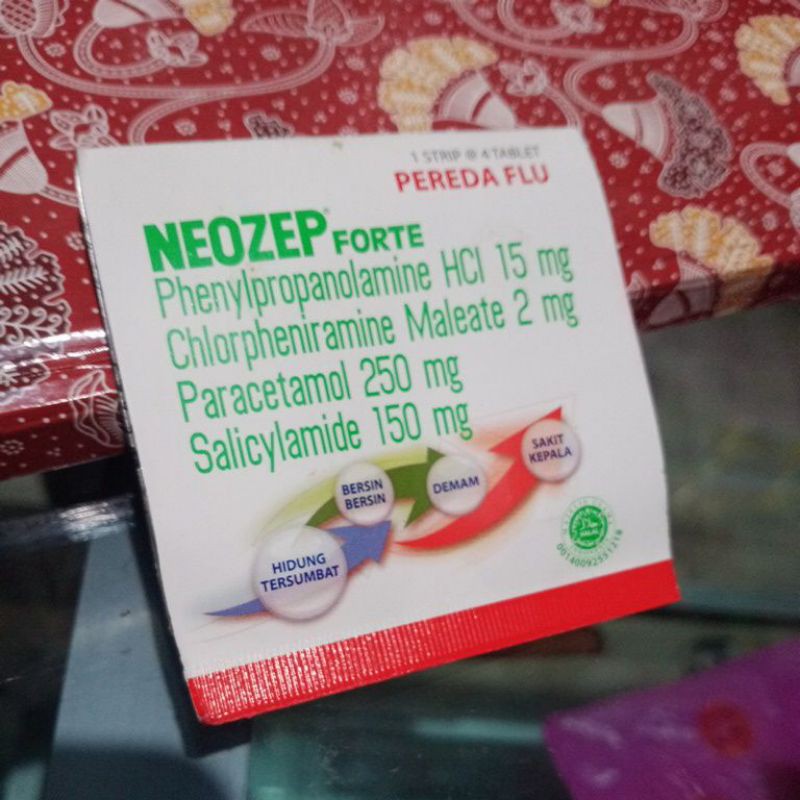 1 STRIP @ 4 TABLET
PEREDA FLU
NEOZEP FORTE
Phenylpropanolamine HCl 15 mg
Chlorpheniramine Maleate 2 mg
Paracetamol 250 mg
Salicylamide 150 mg
SAKIT
KEPALA
BERSIN
BERSIN
DEMAM
HIDUNG
TERSUMBAT
HALAL